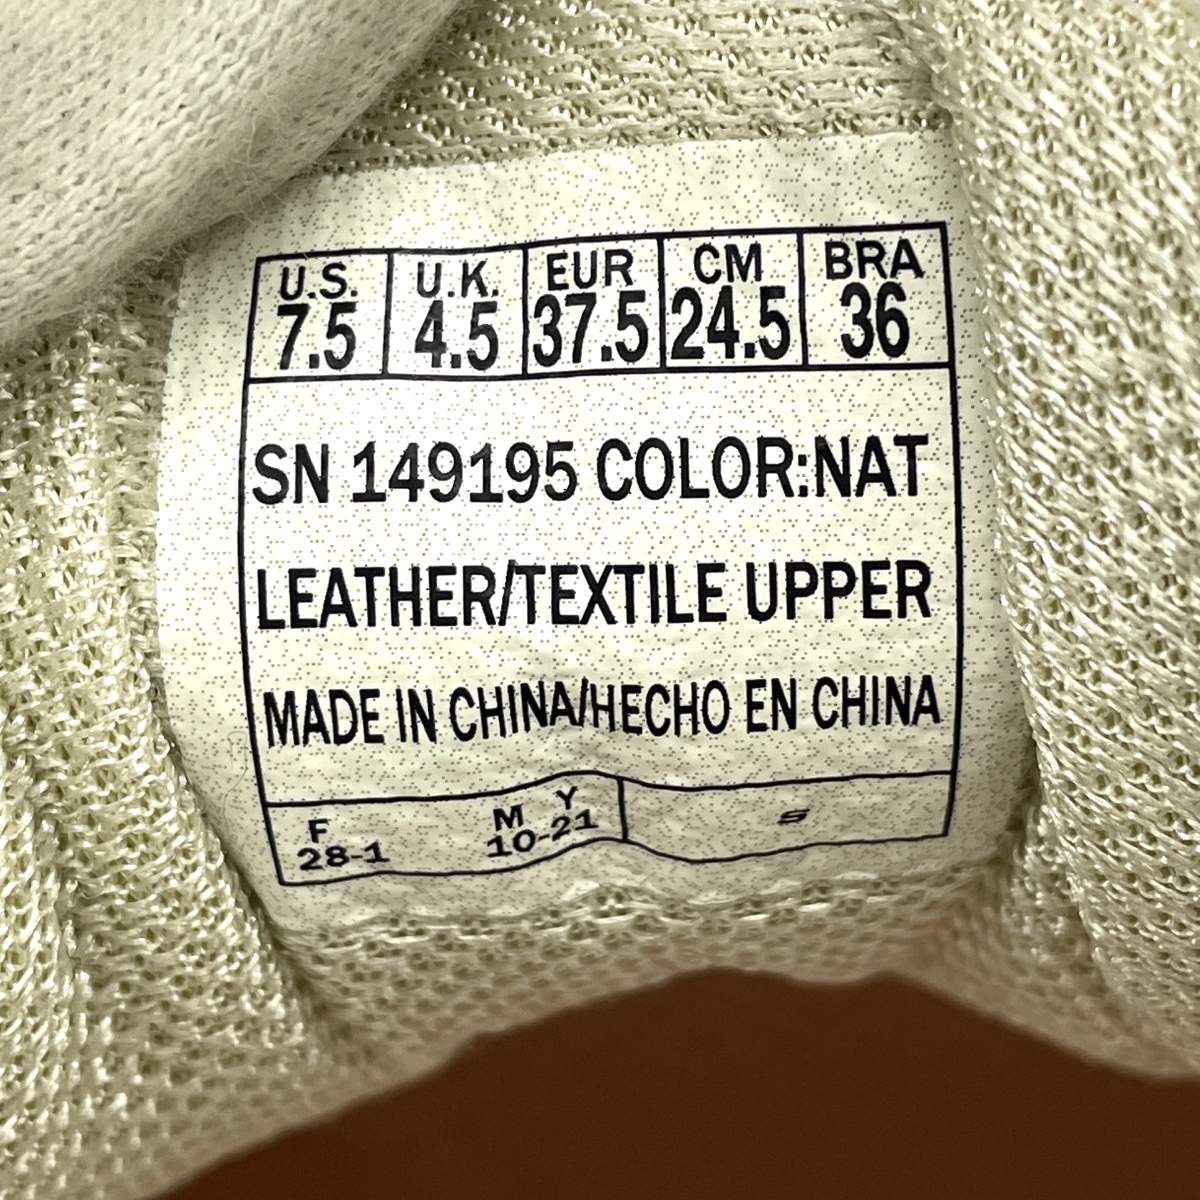 U.S. U.K. EUR CM BRA
7.5 4.5 37.5 24.5 36
SN 149195 COLOR:NAT
LEATHER/TEXTILE UPPER
MADE IN CHINA/HECHO EN CHINA
F M Y
28-1 10-21 S